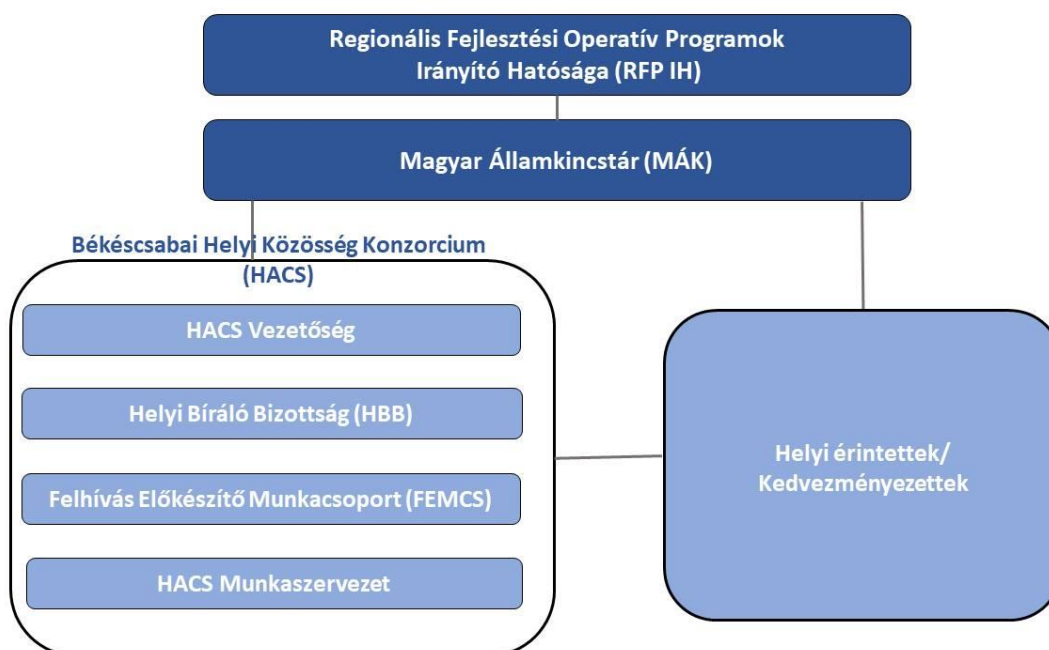 Regionális Fejlesztési Operatív Programok
Irányító Hatósága (RFP IH)
Magyar Államkincstár (MÁK)
Békéscsabai Helyi Közösség Konzorcium
(HACS)
HACS Vezetőség
Helyi Bíráló Bizottság (HBB)
Felhívás Előkészítő Munkacsoport (FEMCS)
HACS Munkaszervezet
Helyi érintettek/
Kedvezményezettek